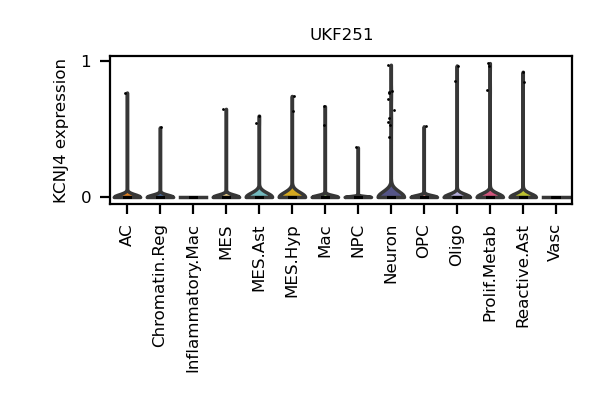 UKF251
KCNJ4 expression
1
0
AC
Chromatin.Reg
Inflammatory.Mac
MES
MES.Ast
MES.Hyp
Mac
NPC
Neuron
OPC
Oligo
Prolif.Metab
Reactive.Ast
Vasc